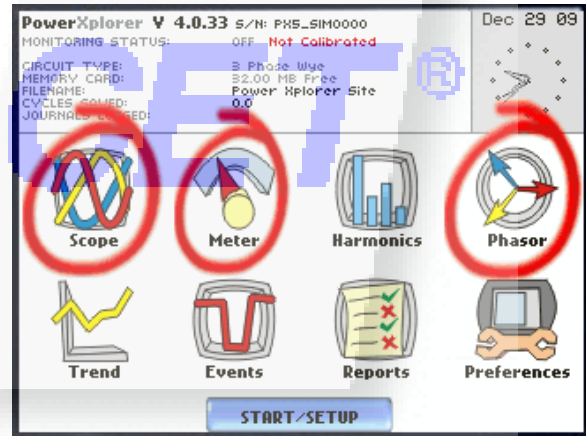 PowerXplorer V 4.0.33 S/N: PX5_SIM0000
Dec 29 09
MONITORING STATUS: OFF Not Calibrated
CIRCUIT TYPE: 3 Phase Wye
MEMORY CARD: 32.00 MB Free
FILENAME: Power Xplorer Site
CYCLES SAVED: 0.0
JOURNALS LOGGED:
CET®
Scope Meter Harmonics Phasor
Trend Events Reports Preferences
START/SETUP